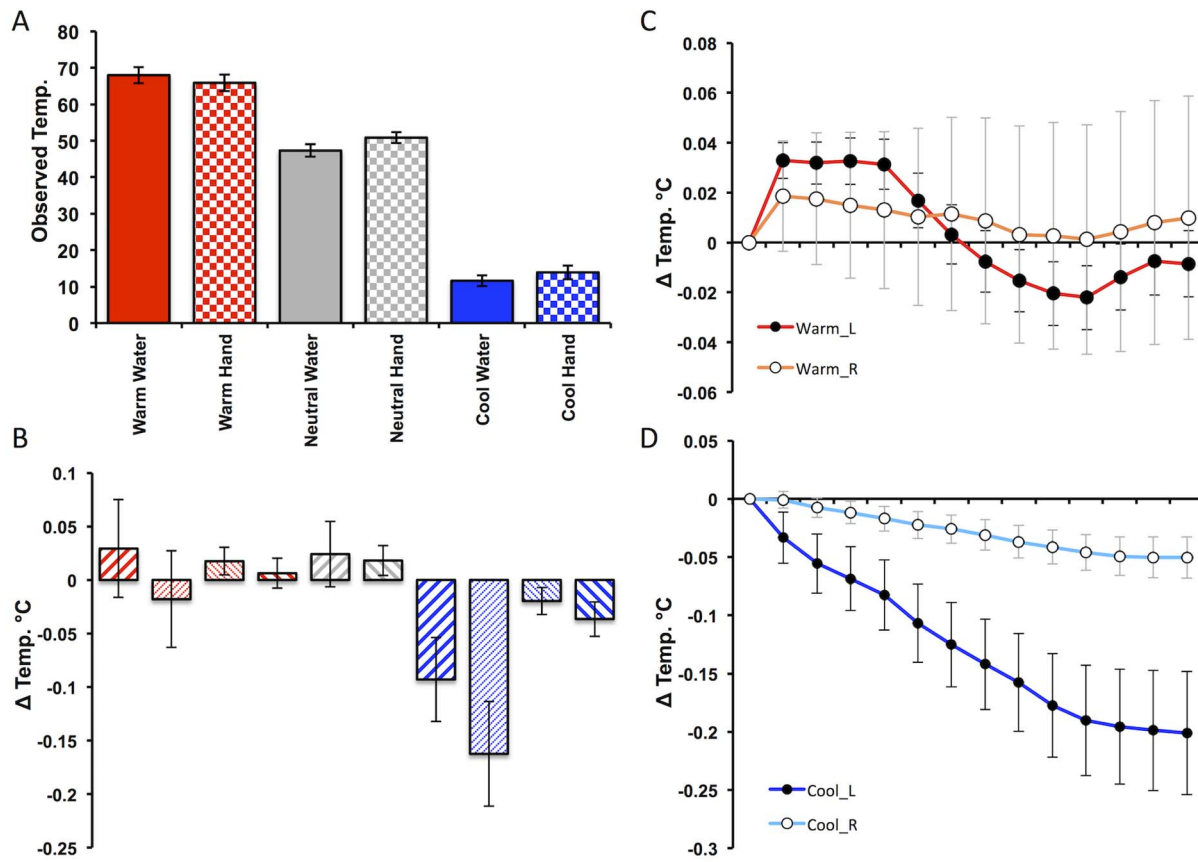 A
Observed Temp.
80
70
60
50
40
30
20
10
0
Warm Water
Warm Hand
Neutral Water
Neutral Hand
Cool Water
Cool Hand
B
Δ Temp. °C
0.1
0.05
0
-0.05
-0.1
-0.15
-0.2
-0.25
C
Δ Temp. °C
0.08
0.06
0.04
0.02
0
-0.02
-0.04
-0.06
Warm_L
Warm_R
D
Δ Temp. °C
0.05
0
-0.05
-0.1
-0.15
-0.2
-0.25
-0.3
Cool_L
Cool_R